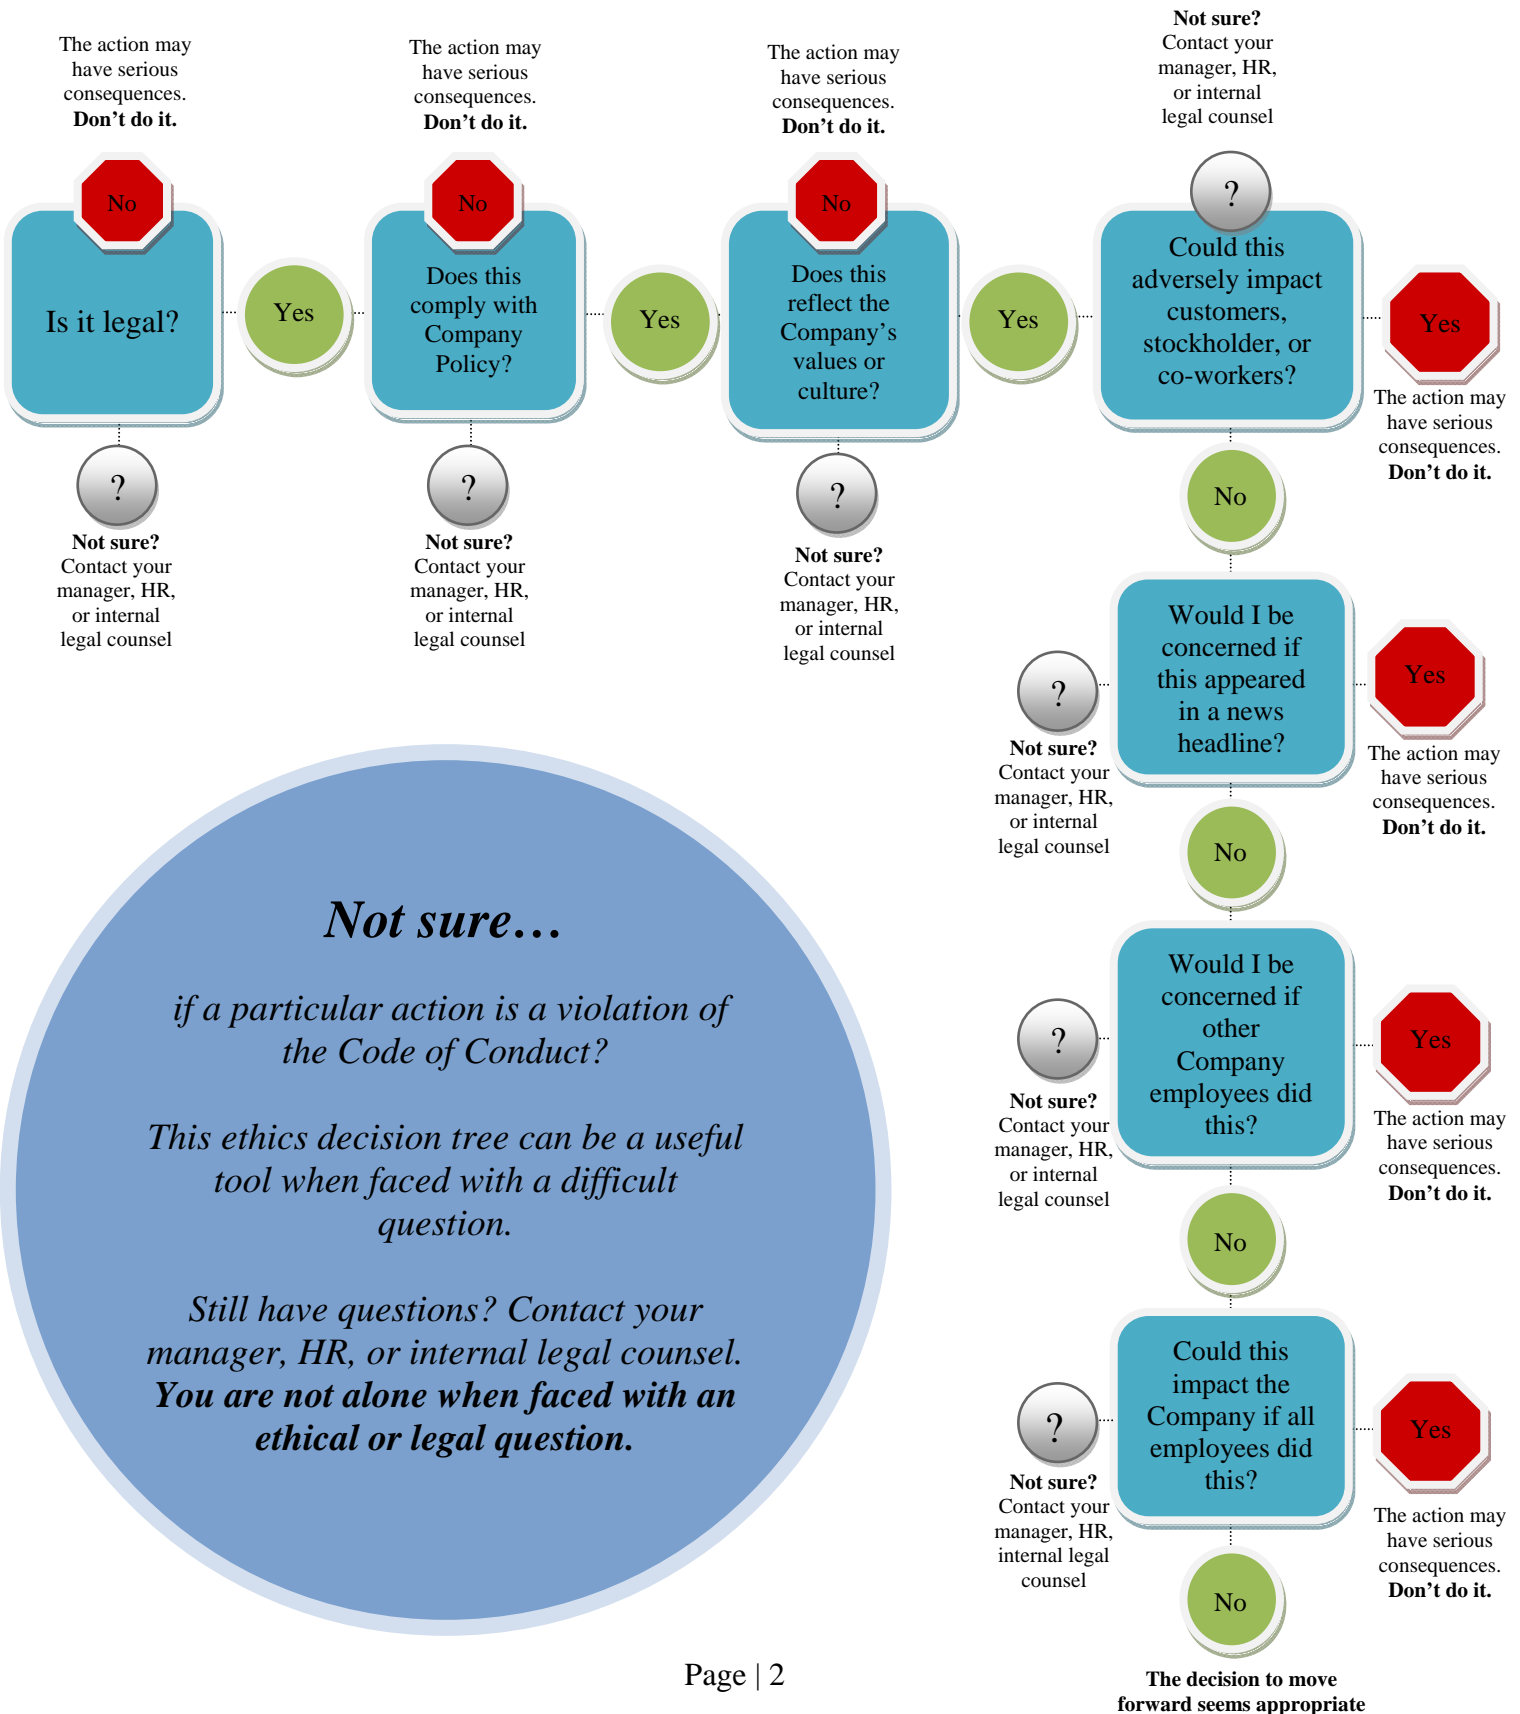 The action may
have serious
consequences.
Don't do it.
No
Is it legal?
?
Not sure?
Contact your
manager, HR,
or internal
legal counsel
Yes
The action may
have serious
consequences.
Don't do it.
No
Does this
comply with
Company
Policy?
?
Not sure?
Contact your
manager, HR,
or internal
legal counsel
Yes
The action may
have serious
consequences.
Don't do it.
No
Does this
reflect the
Company's
values or
culture?
?
Not sure?
Contact your
manager, HR,
or internal
legal counsel
Yes
Not sure?
Contact your
manager, HR,
or internal
legal counsel
?
Could this
adversely impact
customers,
stockholder, or
co-workers?
Yes
The action may
have serious
consequences.
Don't do it.
No
Would I be
concerned if
this appeared
in a news
headline?
?
Not sure?
Contact your
manager, HR,
or internal
legal counsel
Yes
The action may
have serious
consequences.
Don't do it.
No
Would I be
concerned if
other
Company
employees did
this?
?
Not sure?
Contact your
manager, HR,
or internal
legal counsel
Yes
The action may
have serious
consequences.
Don't do it.
No
Could this
impact the
Company if all
employees did
this?
?
Not sure?
Contact your
manager, HR,
internal legal
counsel
Yes
The action may
have serious
consequences.
Don't do it.
No
The decision to move
forward seems appropriate
Not sure…
if a particular action is a violation of
the Code of Conduct?
This ethics decision tree can be a useful
tool when faced with a difficult
question.
Still have questions? Contact your
manager, HR, or internal legal counsel.
You are not alone when faced with an
ethical or legal question.
Page | 2